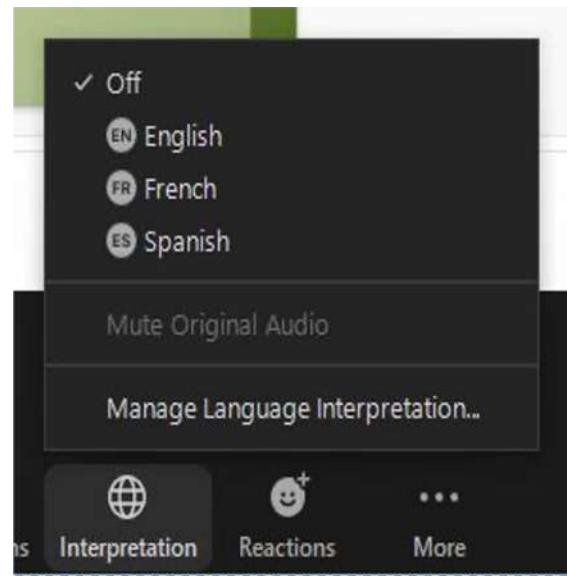 Off
EN English
FR French
ES Spanish
Mute Original Audio
Manage Language Interpretation...
Interpretation Reactions More